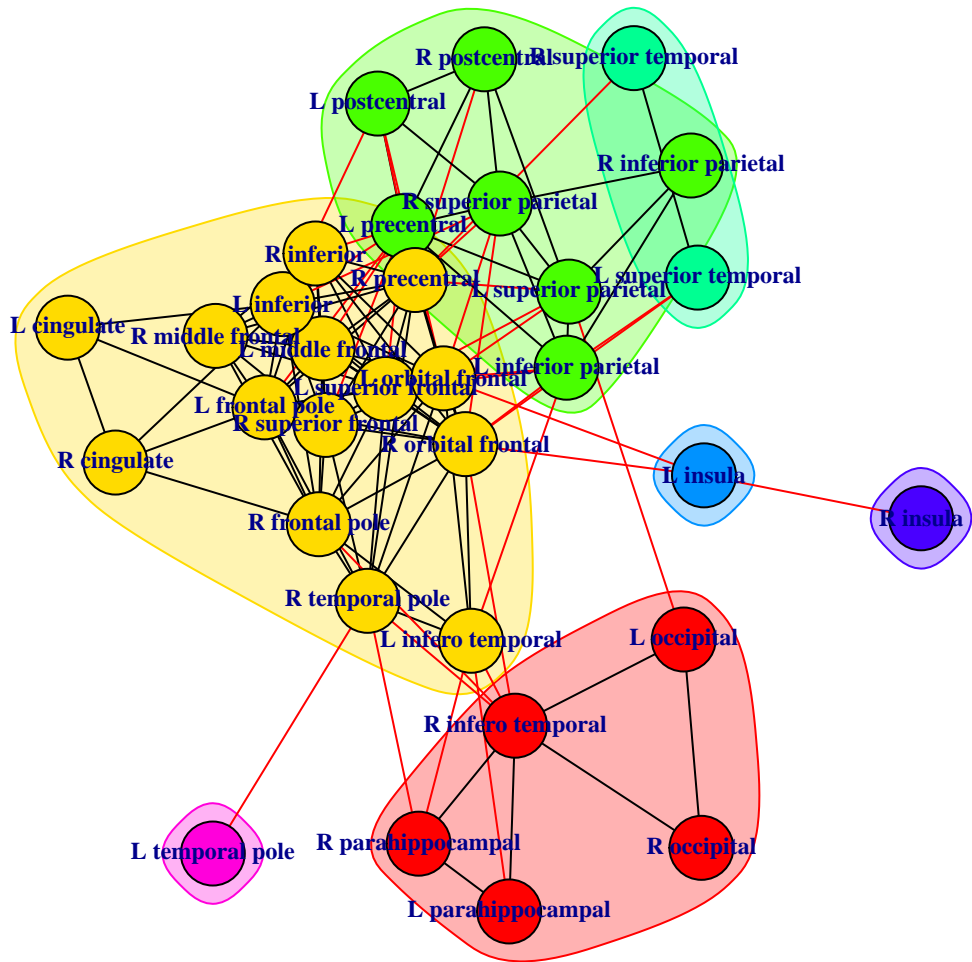 R postcentral
R superior temporal
L postcentral
R inferior parietal
R superior parietal
L precentral
R inferior
R precentral
L superior temporal
L superior parietal
L inferior
L cingulate
R middle frontal
L middle frontal
L inferior parietal
L orbital frontal
L superior frontal
L frontal pole
R superior frontal
R orbital frontal
R cingulate
L insula
R insula
R frontal pole
R temporal pole
L infero temporal
L occipital
R infero temporal
R parahippocampal
R occipital
L temporal pole
L parahippocampal